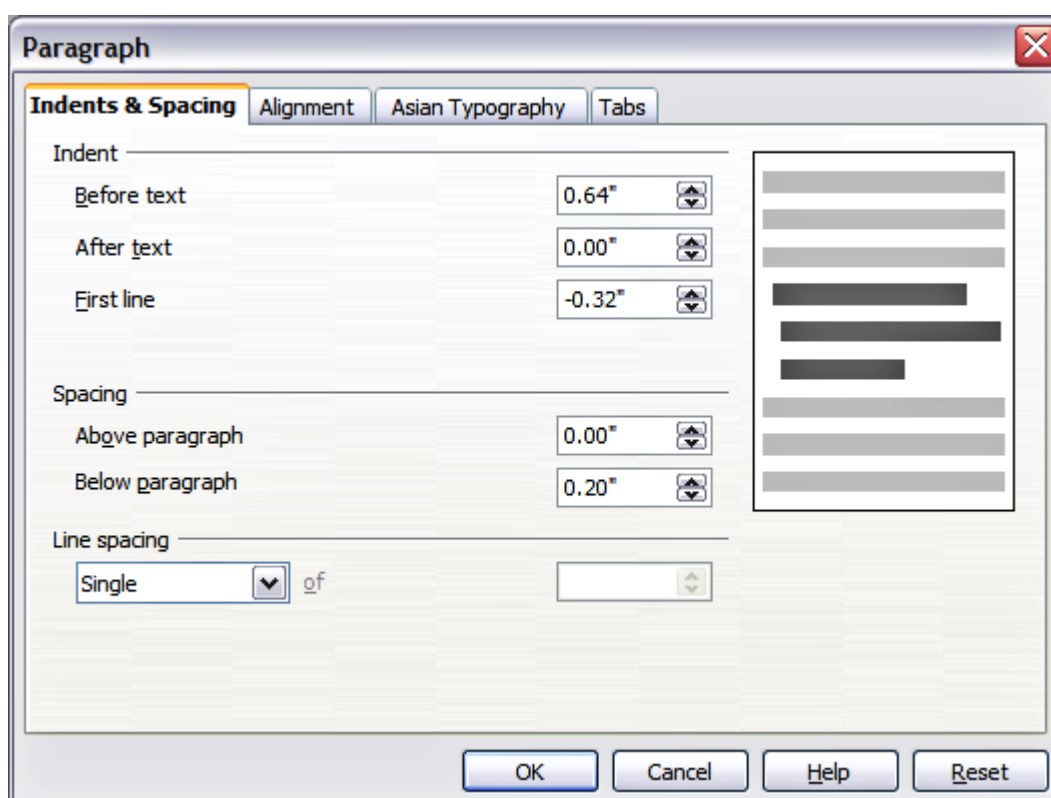 Paragraph
Indents & Spacing Alignment Asian Typography Tabs
Indent
Before text 0.64"
After text 0.00"
First line -0.32"
Spacing
Above paragraph 0.00"
Below paragraph 0.20"
Line spacing
Single of
OK Cancel Help Reset